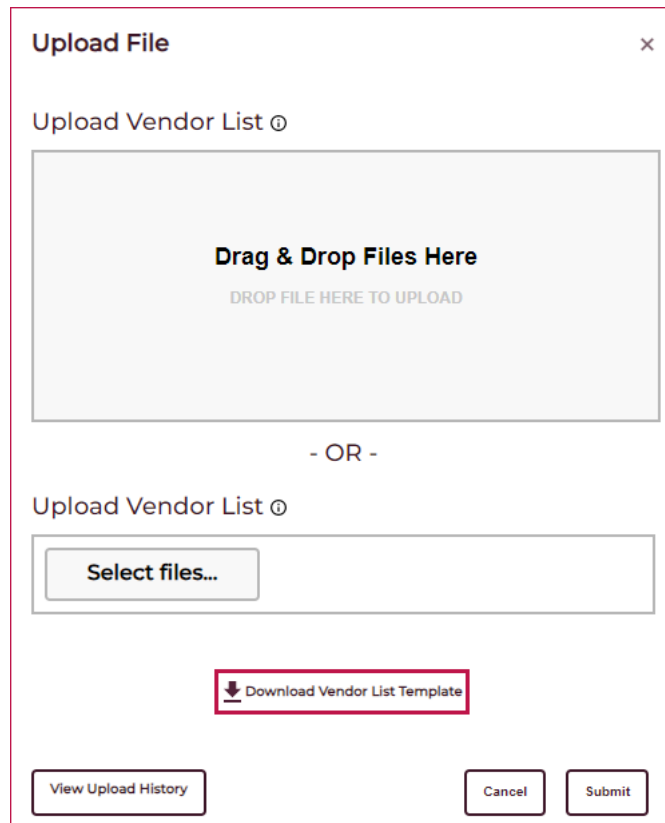 Upload File
Upload Vendor List
Drag & Drop Files Here
DROP FILE HERE TO UPLOAD
- OR -
Upload Vendor List
Select files...
Download Vendor List Template
View Upload History
Cancel
Submit